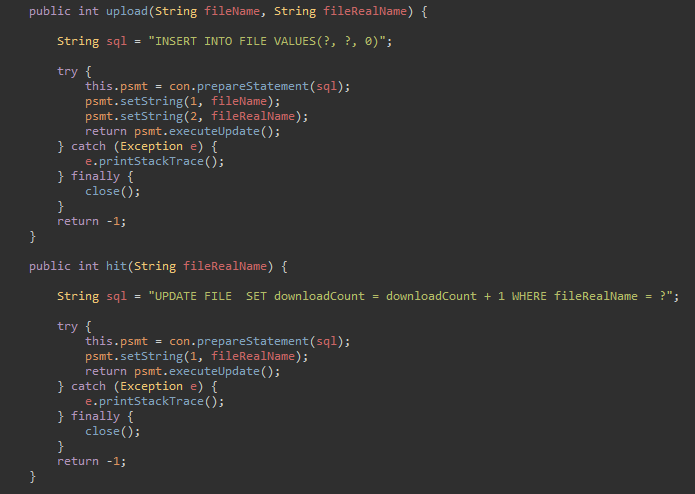 public int upload(String fileName, String fileRealName) {
String sql = "INSERT INTO FILE VALUES(?, ?, 0)";
try {
this.psmt = con.prepareStatement(sql);
psmt.setString(1, fileName);
psmt.setString(2, fileRealName);
return psmt.executeUpdate();
} catch (Exception e) {
e.printStackTrace();
} finally {
close();
}
return -1;
}
public int hit(String fileRealName) {
String sql = "UPDATE FILE  SET downloadCount = downloadCount + 1 WHERE fileRealName = ?";
try {
this.psmt = con.prepareStatement(sql);
psmt.setString(1, fileRealName);
return psmt.executeUpdate();
} catch (Exception e) {
e.printStackTrace();
} finally {
close();
}
return -1;
}